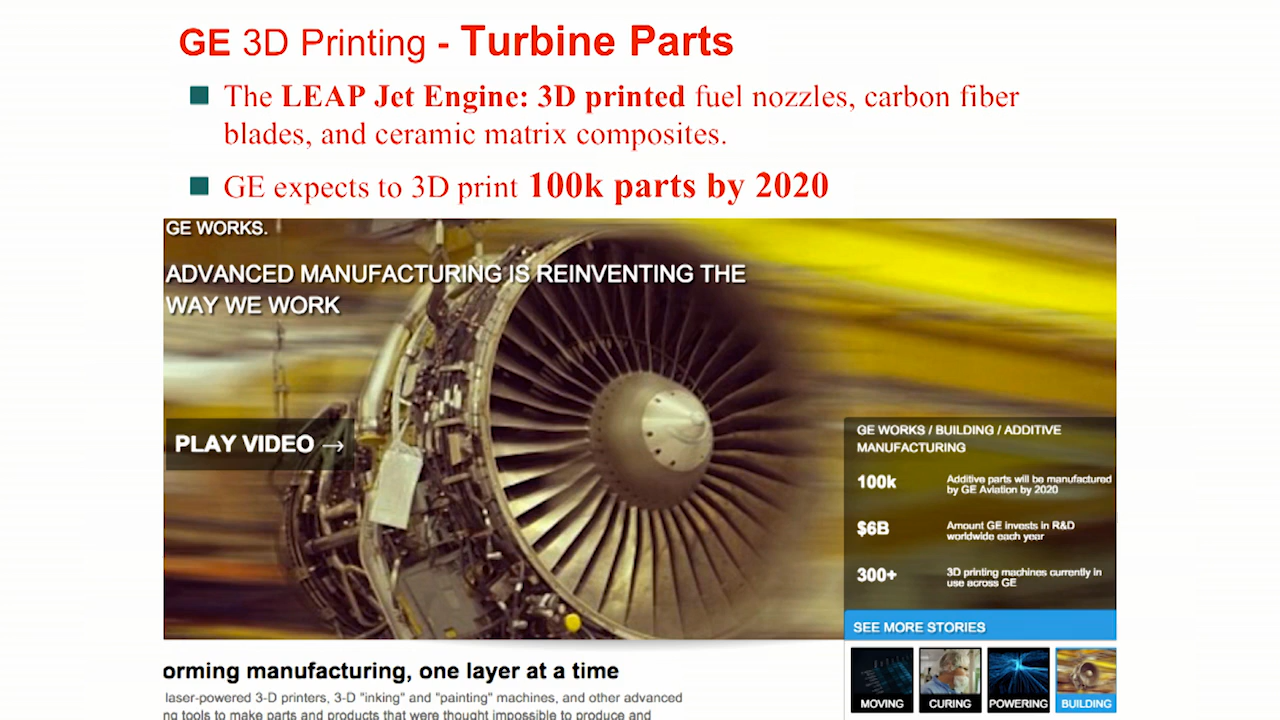 GE 3D Printing - Turbine Parts
The LEAP Jet Engine: 3D printed fuel nozzles, carbon fiber
blades, and ceramic matrix composites.
GE expects to 3D print 100k parts by 2020
GE WORKS.
ADVANCED MANUFACTURING IS REINVENTING THE
WAY WE WORK
PLAY VIDEO →
GE WORKS / BUILDING / ADDITIVE
MANUFACTURING
100k Additive parts will be manufactured
by GE Aviation by 2020
$6B Amount GE invests in R&D
worldwide each year
300+ 3D printing machines currently in
use across GE
SEE MORE STORIES
MOVING CURING POWERING BUILDING
orming manufacturing, one layer at a time
laser-powered 3-D printers, 3-D "inking" and "painting" machines, and other advanced
ng tools to make parts and products that were thought impossible to produce and